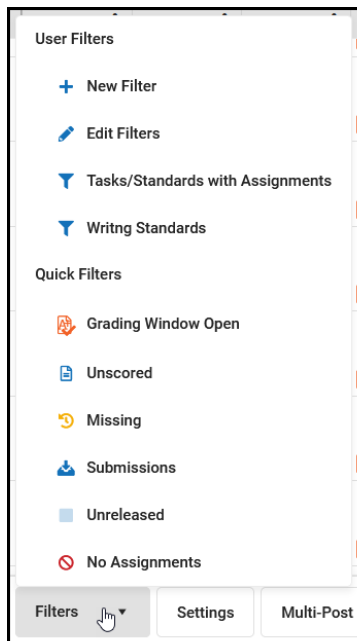 User Filters
New Filter
Edit Filters
Tasks/Standards with Assignments
Writng Standards
Quick Filters
Grading Window Open
Unscored
Missing
Submissions
Unreleased
No Assignments
Filters Settings Multi-Post